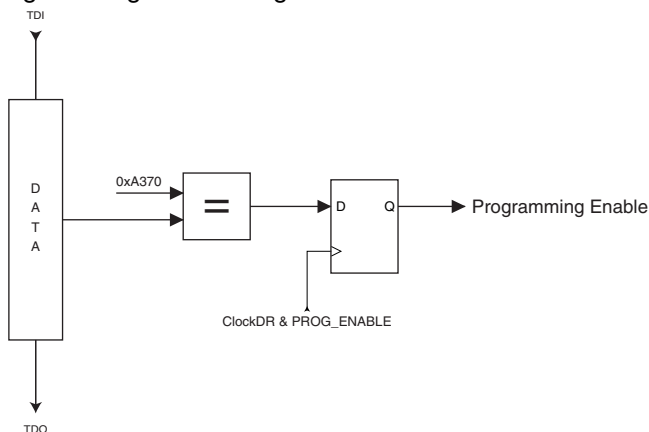 TDI
D
A
T
A
0xA370
=
D
Q
Programming Enable
ClockDR & PROG_ENABLE
TDO